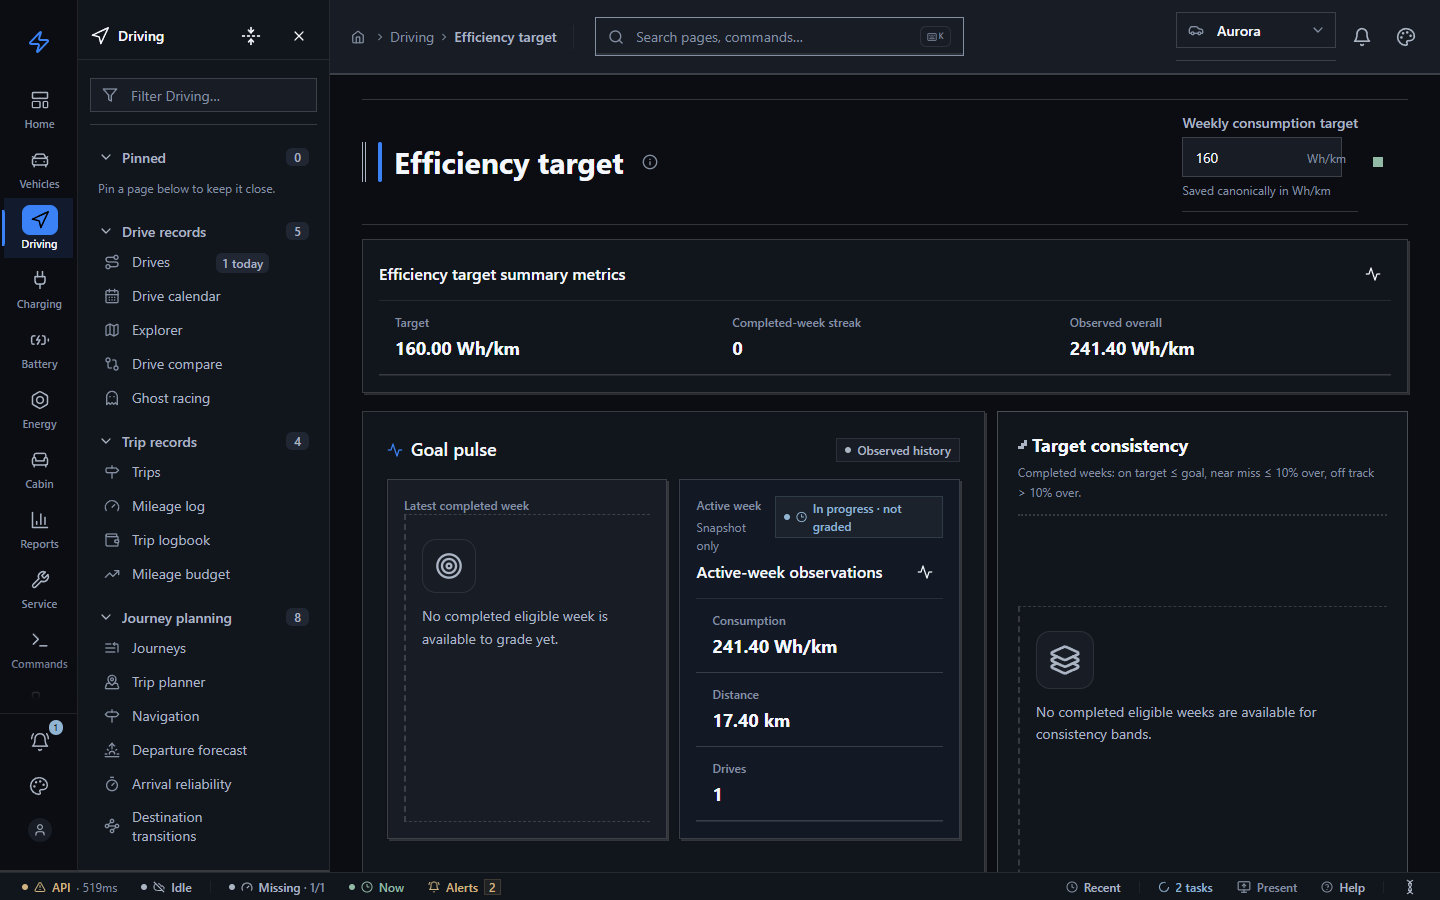 Home
Vehicles
Driving
Charging
Battery
Energy
Cabin
Reports
Service
Commands
1
Driving
Filter Driving...
Pinned
0
Pin a page below to keep it close.
Drive records
5
Drives
1 today
Drive calendar
Explorer
Drive compare
Ghost racing
Trip records
4
Trips
Mileage log
Trip logbook
Mileage budget
Journey planning
8
Journeys
Trip planner
Navigation
Departure forecast
Arrival reliability
Destination
transitions
Driving
Efficiency target
Search pages, commands...
K
Aurora
Efficiency target
Weekly consumption target
160
Wh/km
Saved canonically in Wh/km
Efficiency target summary metrics
Target
160.00 Wh/km
Completed-week streak
0
Observed overall
241.40 Wh/km
Goal pulse
Observed history
Latest completed week
No completed eligible week is
available to grade yet.
Active week
Snapshot
only
In progress · not
graded
Active-week observations
Consumption
241.40 Wh/km
Distance
17.40 km
Drives
1
Target consistency
Completed weeks: on target ≤ goal, near miss ≤ 10% over, off track
> 10% over.
No completed eligible weeks are available for
consistency bands.
API · 519ms
Idle
Missing · 1/1
Now
Alerts 2
Recent
2 tasks
Present
Help